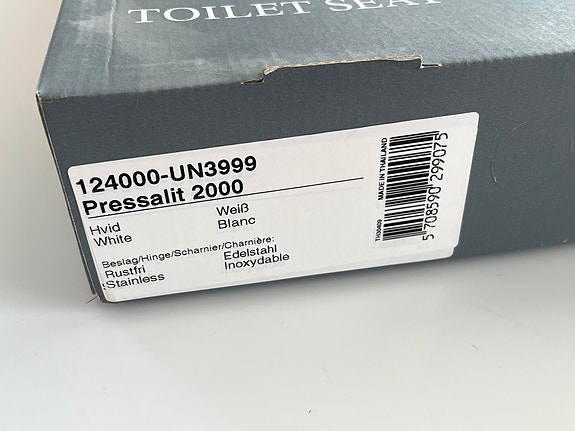 TOILET SEAT
124000-UN3999
Pressalit 2000
Hvid Weiß
White Blanc
Beslag/Hinge/Scharnier/Charnière:
Rustfri Edelstahl
Stainless Inoxydable
MADE IN THAILAND
5 708590 299075